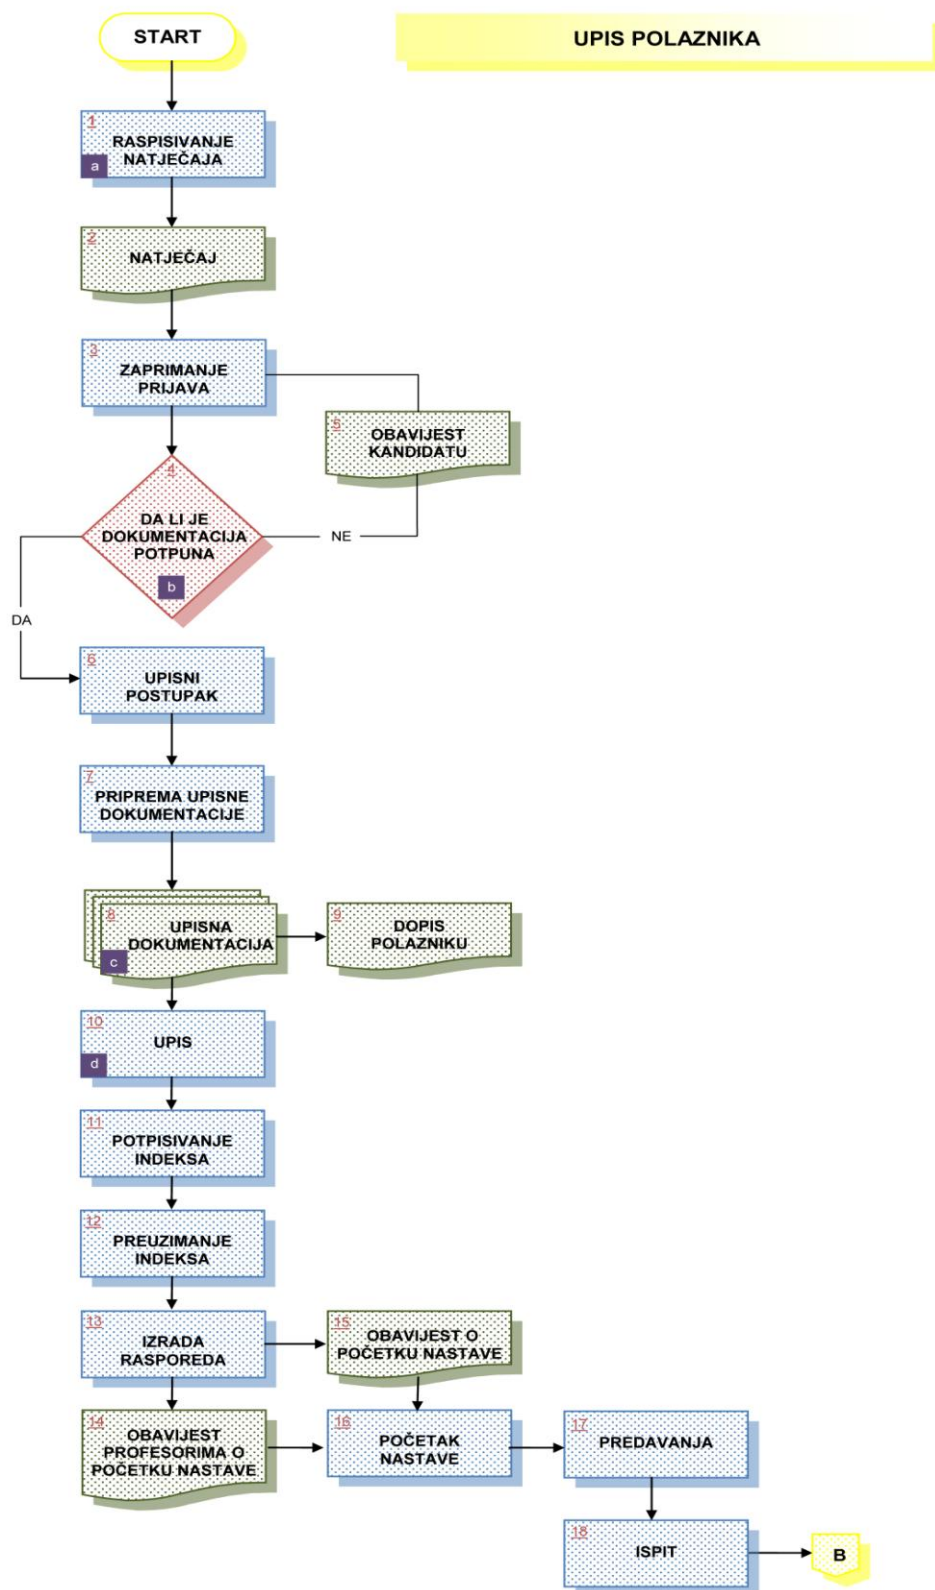 START
UPIS POLAZNIKA
1
RASPISIVANJE
NATJEČAJA
a
2
NATJEČAJ
3
ZAPRIMANJE
PRIJAVA
5
OBAVIJEST
KANDIDATU
4
DA LI JE
DOKUMENTACIJA
POTPUNA
b
NE
DA
6
UPISNI
POSTUPAK
7
PRIPREMA UPISNE
DOKUMENTACIJE
8
UPISNA
DOKUMENTACIJA
c
9
DOPIS
POLAZNIKU
10
UPIS
d
11
POTPISIVANJE
INDEKSA
12
PREUZIMANJE
INDEKSA
13
IZRADA
RASPOREDA
15
OBAVIJEST O
POČETKU NASTAVE
14
OBAVIJEST
PROFESORIMA O
POČETKU NASTAVE
16
POČETAK
NASTAVE
17
PREDAVANJA
18
ISPIT
B